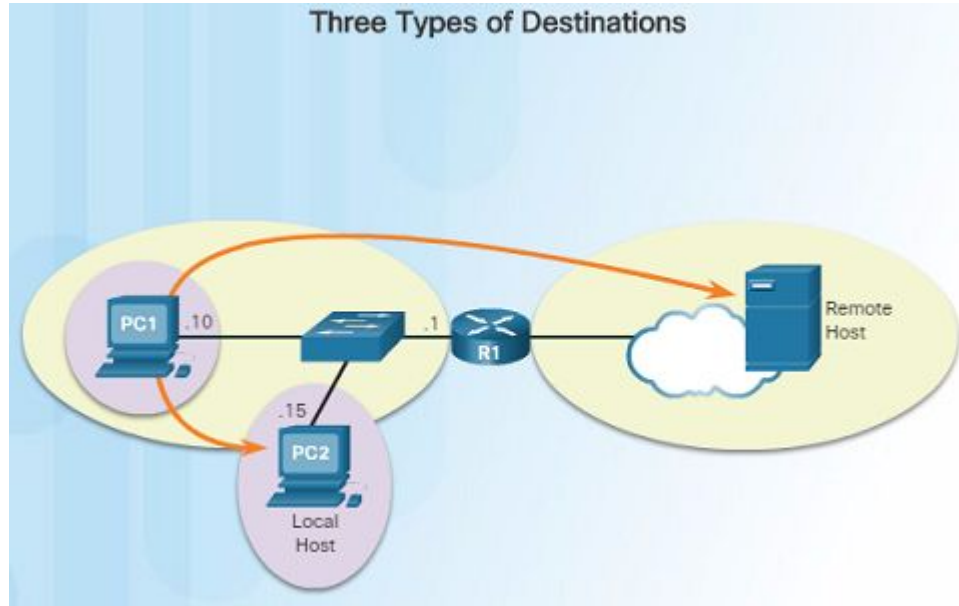 Three Types of Destinations
PC1
.10
.1
R1
Remote
Host
.15
PC2
Local
Host